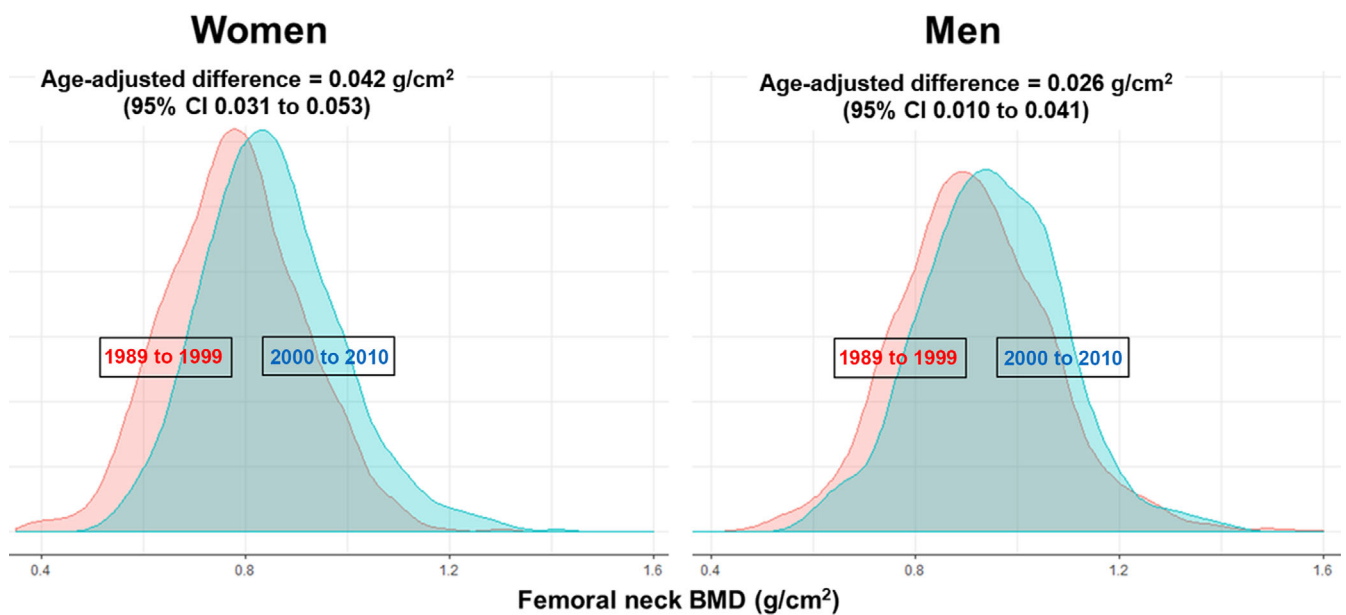 Women
Age-adjusted difference = 0.042 g/cm²
(95% CI 0.031 to 0.053)
1989 to 1999
2000 to 2010
0.4
0.8
1.2
1.6
Men
Age-adjusted difference = 0.026 g/cm²
(95% CI 0.010 to 0.041)
1989 to 1999
2000 to 2010
0.4
0.8
1.2
1.6
Femoral neck BMD (g/cm²)